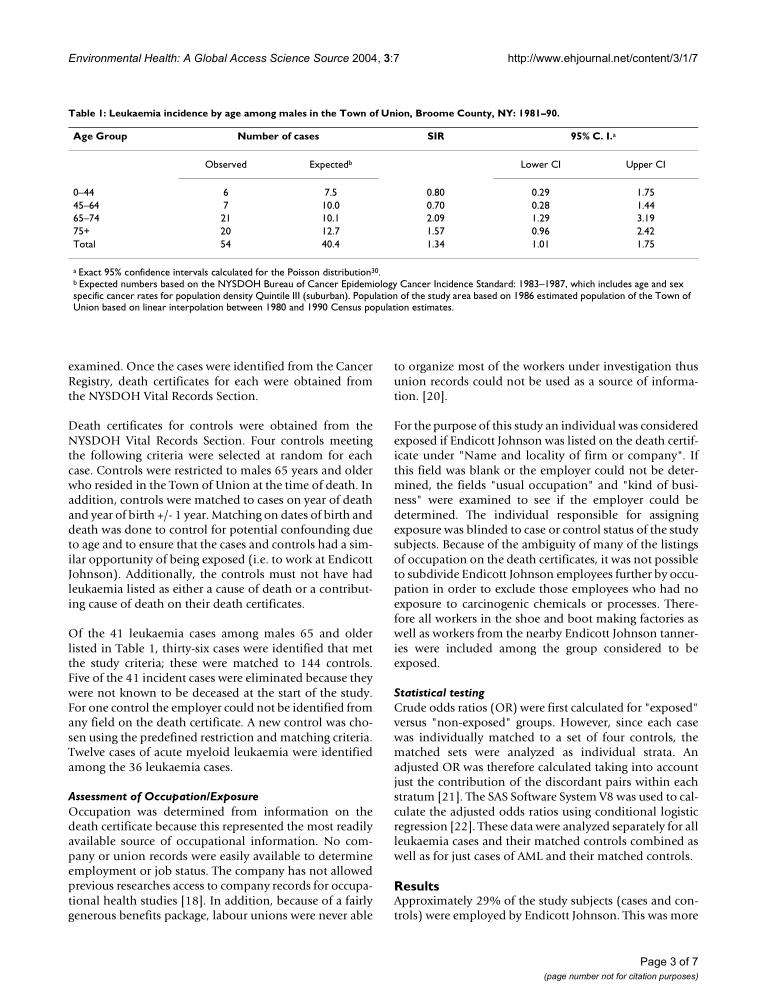 Environmental Health: A Global Access Science Source 2004, 3:7 http://www.ehjournal.net/content/3/1/7
Table 1: Leukaemia incidence by age among males in the Town of Union, Broome County, NY: 1981–90.
Age Group Number of cases SIR 95% C. I.a
Observed Expectedb Lower CI Upper CI
0–44 6 7.5 0.80 0.29 1.75
45–64 7 10.0 0.70 0.28 1.44
65–74 21 10.1 2.09 1.29 3.19
75+ 20 12.7 1.57 0.96 2.42
Total 54 40.4 1.34 1.01 1.75
a Exact 95% confidence intervals calculated for the Poisson distribution30.
b Expected numbers based on the NYSDOH Bureau of Cancer Epidemiology Cancer Incidence Standard: 1983–1987, which includes age and sex
specific cancer rates for population density Quintile III (suburban). Population of the study area based on 1986 estimated population of the Town of
Union based on linear interpolation between 1980 and 1990 Census population estimates.
examined. Once the cases were identified from the Cancer
Registry, death certificates for each were obtained from
the NYSDOH Vital Records Section.
Death certificates for controls were obtained from the
NYSDOH Vital Records Section. Four controls meeting
the following criteria were selected at random for each
case. Controls were restricted to males 65 years and older
who resided in the Town of Union at the time of death. In
addition, controls were matched to cases on year of death
and year of birth +/- 1 year. Matching on dates of birth and
death was done to control for potential confounding due
to age and to ensure that the cases and controls had a sim-
ilar opportunity of being exposed (i.e. to work at Endicott
Johnson). Additionally, the controls must not have had
leukaemia listed as either a cause of death or a contribut-
ing cause of death on their death certificates.
Of the 41 leukaemia cases among males 65 and older
listed in Table 1, thirty-six cases were identified that met
the study criteria; these were matched to 144 controls.
Five of the 41 incident cases were eliminated because they
were not known to be deceased at the start of the study.
For one control the employer could not be identified from
any field on the death certificate. A new control was cho-
sen using the predefined restriction and matching criteria.
Twelve cases of acute myeloid leukaemia were identified
among the 36 leukaemia cases.
Assessment of Occupation/Exposure
Occupation was determined from information on the
death certificate because this represented the most readily
available source of occupational information. No com-
pany or union records were easily available to determine
employment or job status. The company has not allowed
previous researches access to company records for occupa-
tional health studies [18]. In addition, because of a fairly
generous benefits package, labour unions were never able
to organize most of the workers under investigation thus
union records could not be used as a source of informa-
tion. [20].
For the purpose of this study an individual was considered
exposed if Endicott Johnson was listed on the death certif-
icate under "Name and locality of firm or company". If
this field was blank or the employer could not be deter-
mined, the fields "usual occupation" and "kind of busi-
ness" were examined to see if the employer could be
determined. The individual responsible for assigning
exposure was blinded to case or control status of the study
subjects. Because of the ambiguity of many of the listings
of occupation on the death certificates, it was not possible
to subdivide Endicott Johnson employees further by occu-
pation in order to exclude those employees who had no
exposure to carcinogenic chemicals or processes. There-
fore all workers in the shoe and boot making factories as
well as workers from the nearby Endicott Johnson tanner-
ies were included among the group considered to be
exposed.
Statistical testing
Crude odds ratios (OR) were first calculated for "exposed"
versus "non-exposed" groups. However, since each case
was individually matched to a set of four controls, the
matched sets were analyzed as individual strata. An
adjusted OR was therefore calculated taking into account
just the contribution of the discordant pairs within each
stratum [21]. The SAS Software System V8 was used to cal-
culate the adjusted odds ratios using conditional logistic
regression [22]. These data were analyzed separately for all
leukaemia cases and their matched controls combined as
well as for just cases of AML and their matched controls.
Results
Approximately 29% of the study subjects (cases and con-
trols) were employed by Endicott Johnson. This was more
Page 3 of 7
(page number not for citation purposes)